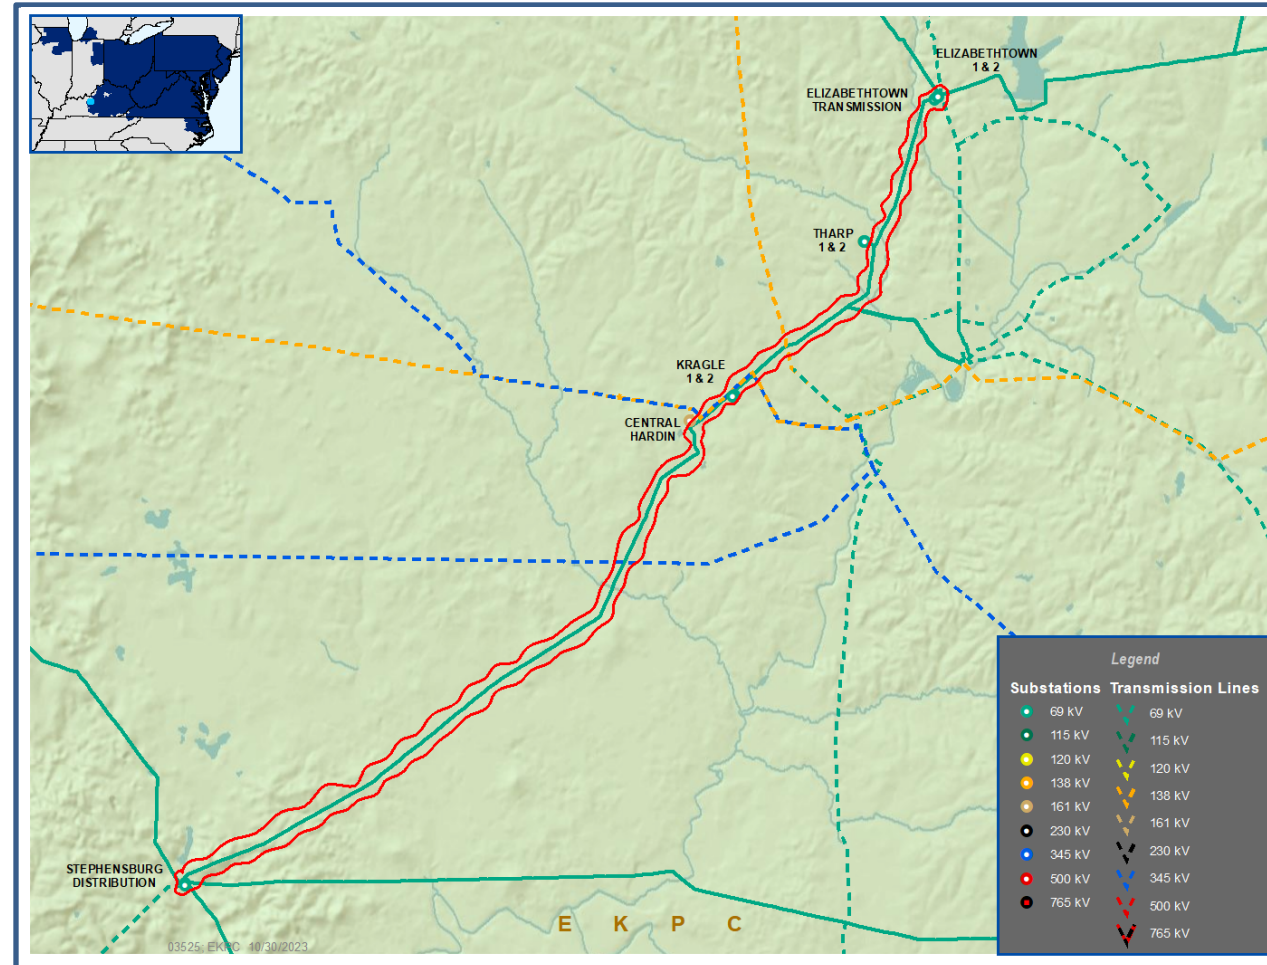 ELIZABETHTOWN
1 & 2
ELIZABETHTOWN
TRANSMISSION
THARP
1 & 2
KRAGLE
1 & 2
CENTRAL
HARDIN
STEPHENSBURG
DISTRIBUTION
E K P C
03525, EKPC 10/30/2023
Legend
Substations Transmission Lines
69 kV 69 kV
115 kV 115 kV
120 kV 120 kV
138 kV 138 kV
161 kV 161 kV
230 kV 230 kV
345 kV 345 kV
500 kV 500 kV
765 kV 765 kV